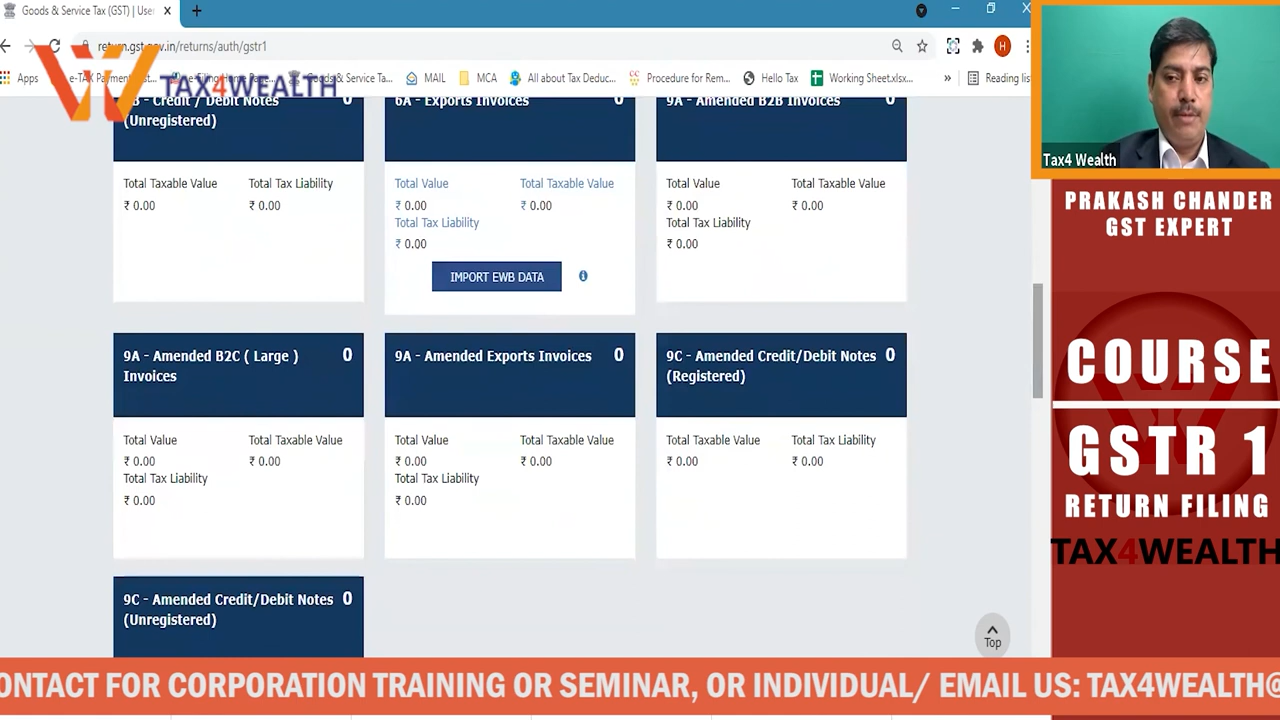 Goods & Service Tax (GST) | User
return.gst.gov.in/returns/auth/gstr1
H
Apps
e-TAX Payment
Goods & Service Ta...
MAIL
MCA
All about Tax Deduc...
Procedure for Rem...
Hello Tax
Working Sheet.xlsx...
»
Reading list
TAX4WEALTH
Credit / Debit Notes 0
(Unregistered)
6A - Exports Invoices 0
9A - Amended B2B Invoices 0
Total Taxable Value Total Tax Liability
₹ 0.00 ₹ 0.00
Total Value Total Taxable Value
₹ 0.00 ₹ 0.00
Total Tax Liability
₹ 0.00
IMPORT EWB DATA
Total Value Total Taxable Value
₹ 0.00 ₹ 0.00
Total Tax Liability
₹ 0.00
9A - Amended B2C ( Large ) 0
Invoices
Total Value Total Taxable Value
₹ 0.00 ₹ 0.00
Total Tax Liability
₹ 0.00
9A - Amended Exports Invoices 0
Total Value Total Taxable Value
₹ 0.00 ₹ 0.00
Total Tax Liability
₹ 0.00
9C - Amended Credit/Debit Notes 0
(Registered)
Total Taxable Value Total Tax Liability
₹ 0.00 ₹ 0.00
9C - Amended Credit/Debit Notes 0
(Unregistered)
Top
Tax4 Wealth
PRAKASH CHANDER
GST EXPERT
COURSE
GSTR 1
RETURN FILING
TAX4WEALTH
ONTACT FOR CORPORATION TRAINING OR SEMINAR, OR INDIVIDUAL/ EMAIL US: TAX4WEALTH@